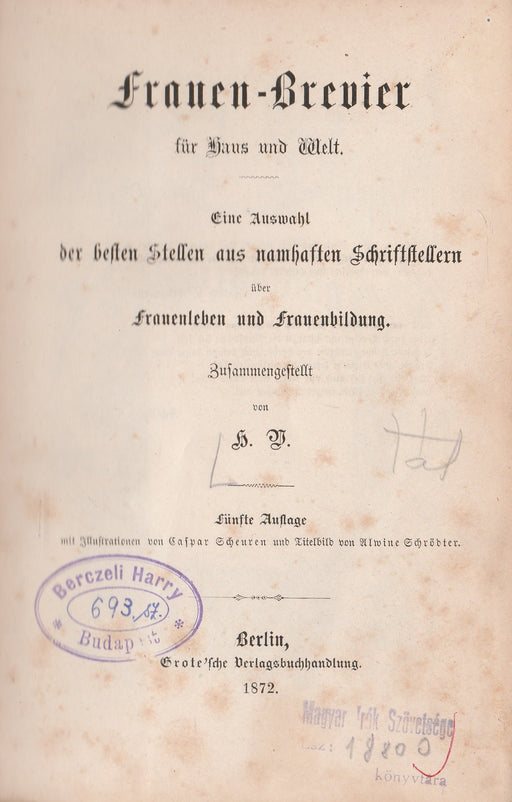 Frauen-Brevier
für Haus und Welt.
Eine Auswahl
der besten Stellen aus namhaften Schriftstellern
über
Frauenleben und Frauenbildung.
Zusammengestellt
von
H. V.
Fünfte Auflage
mit Illustrationen von Caspar Scheuren und Titelbild von Alwine Schrödter.
Berczeli Harry
693. sz.
Budapest
Berlin,
Grote'sche Verlagsbuchhandlung.
1872.
Magyar Írók Szövetsége
könyvtára